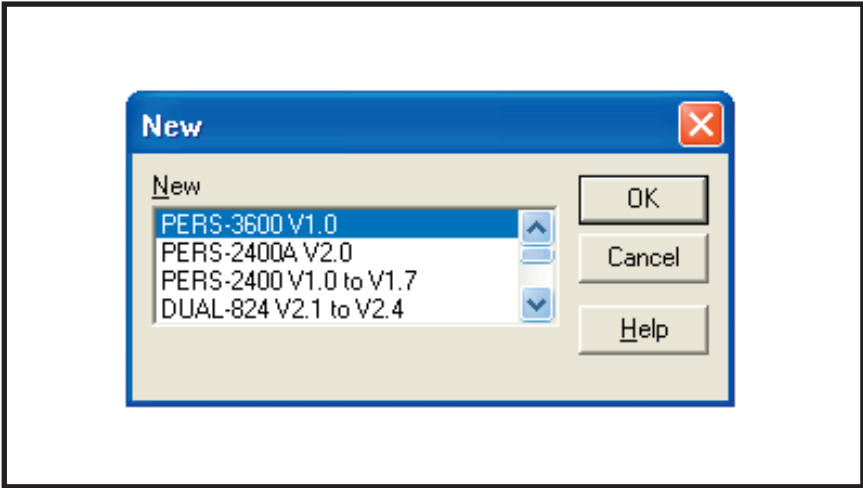 New
New
PERS-3600 V1.0
PERS-2400A V2.0
PERS-2400 V1.0 to V1.7
DUAL-824 V2.1 to V2.4
OK
Cancel
Help